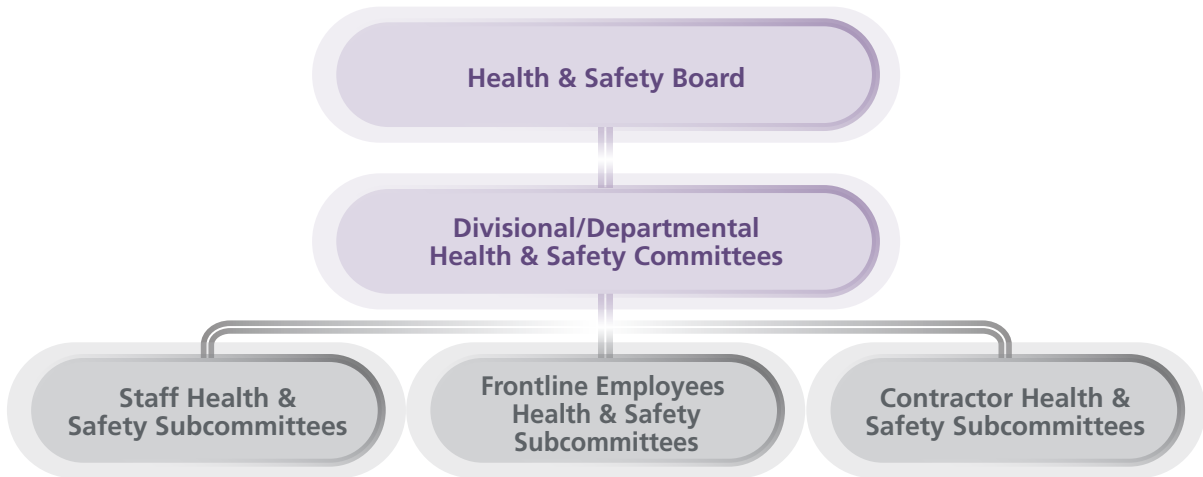 Health & Safety Board
Divisional/Departmental
Health & Safety Committees
Staff Health &
Safety Subcommittees
Frontline Employees
Health & Safety
Subcommittees
Contractor Health &
Safety Subcommittees